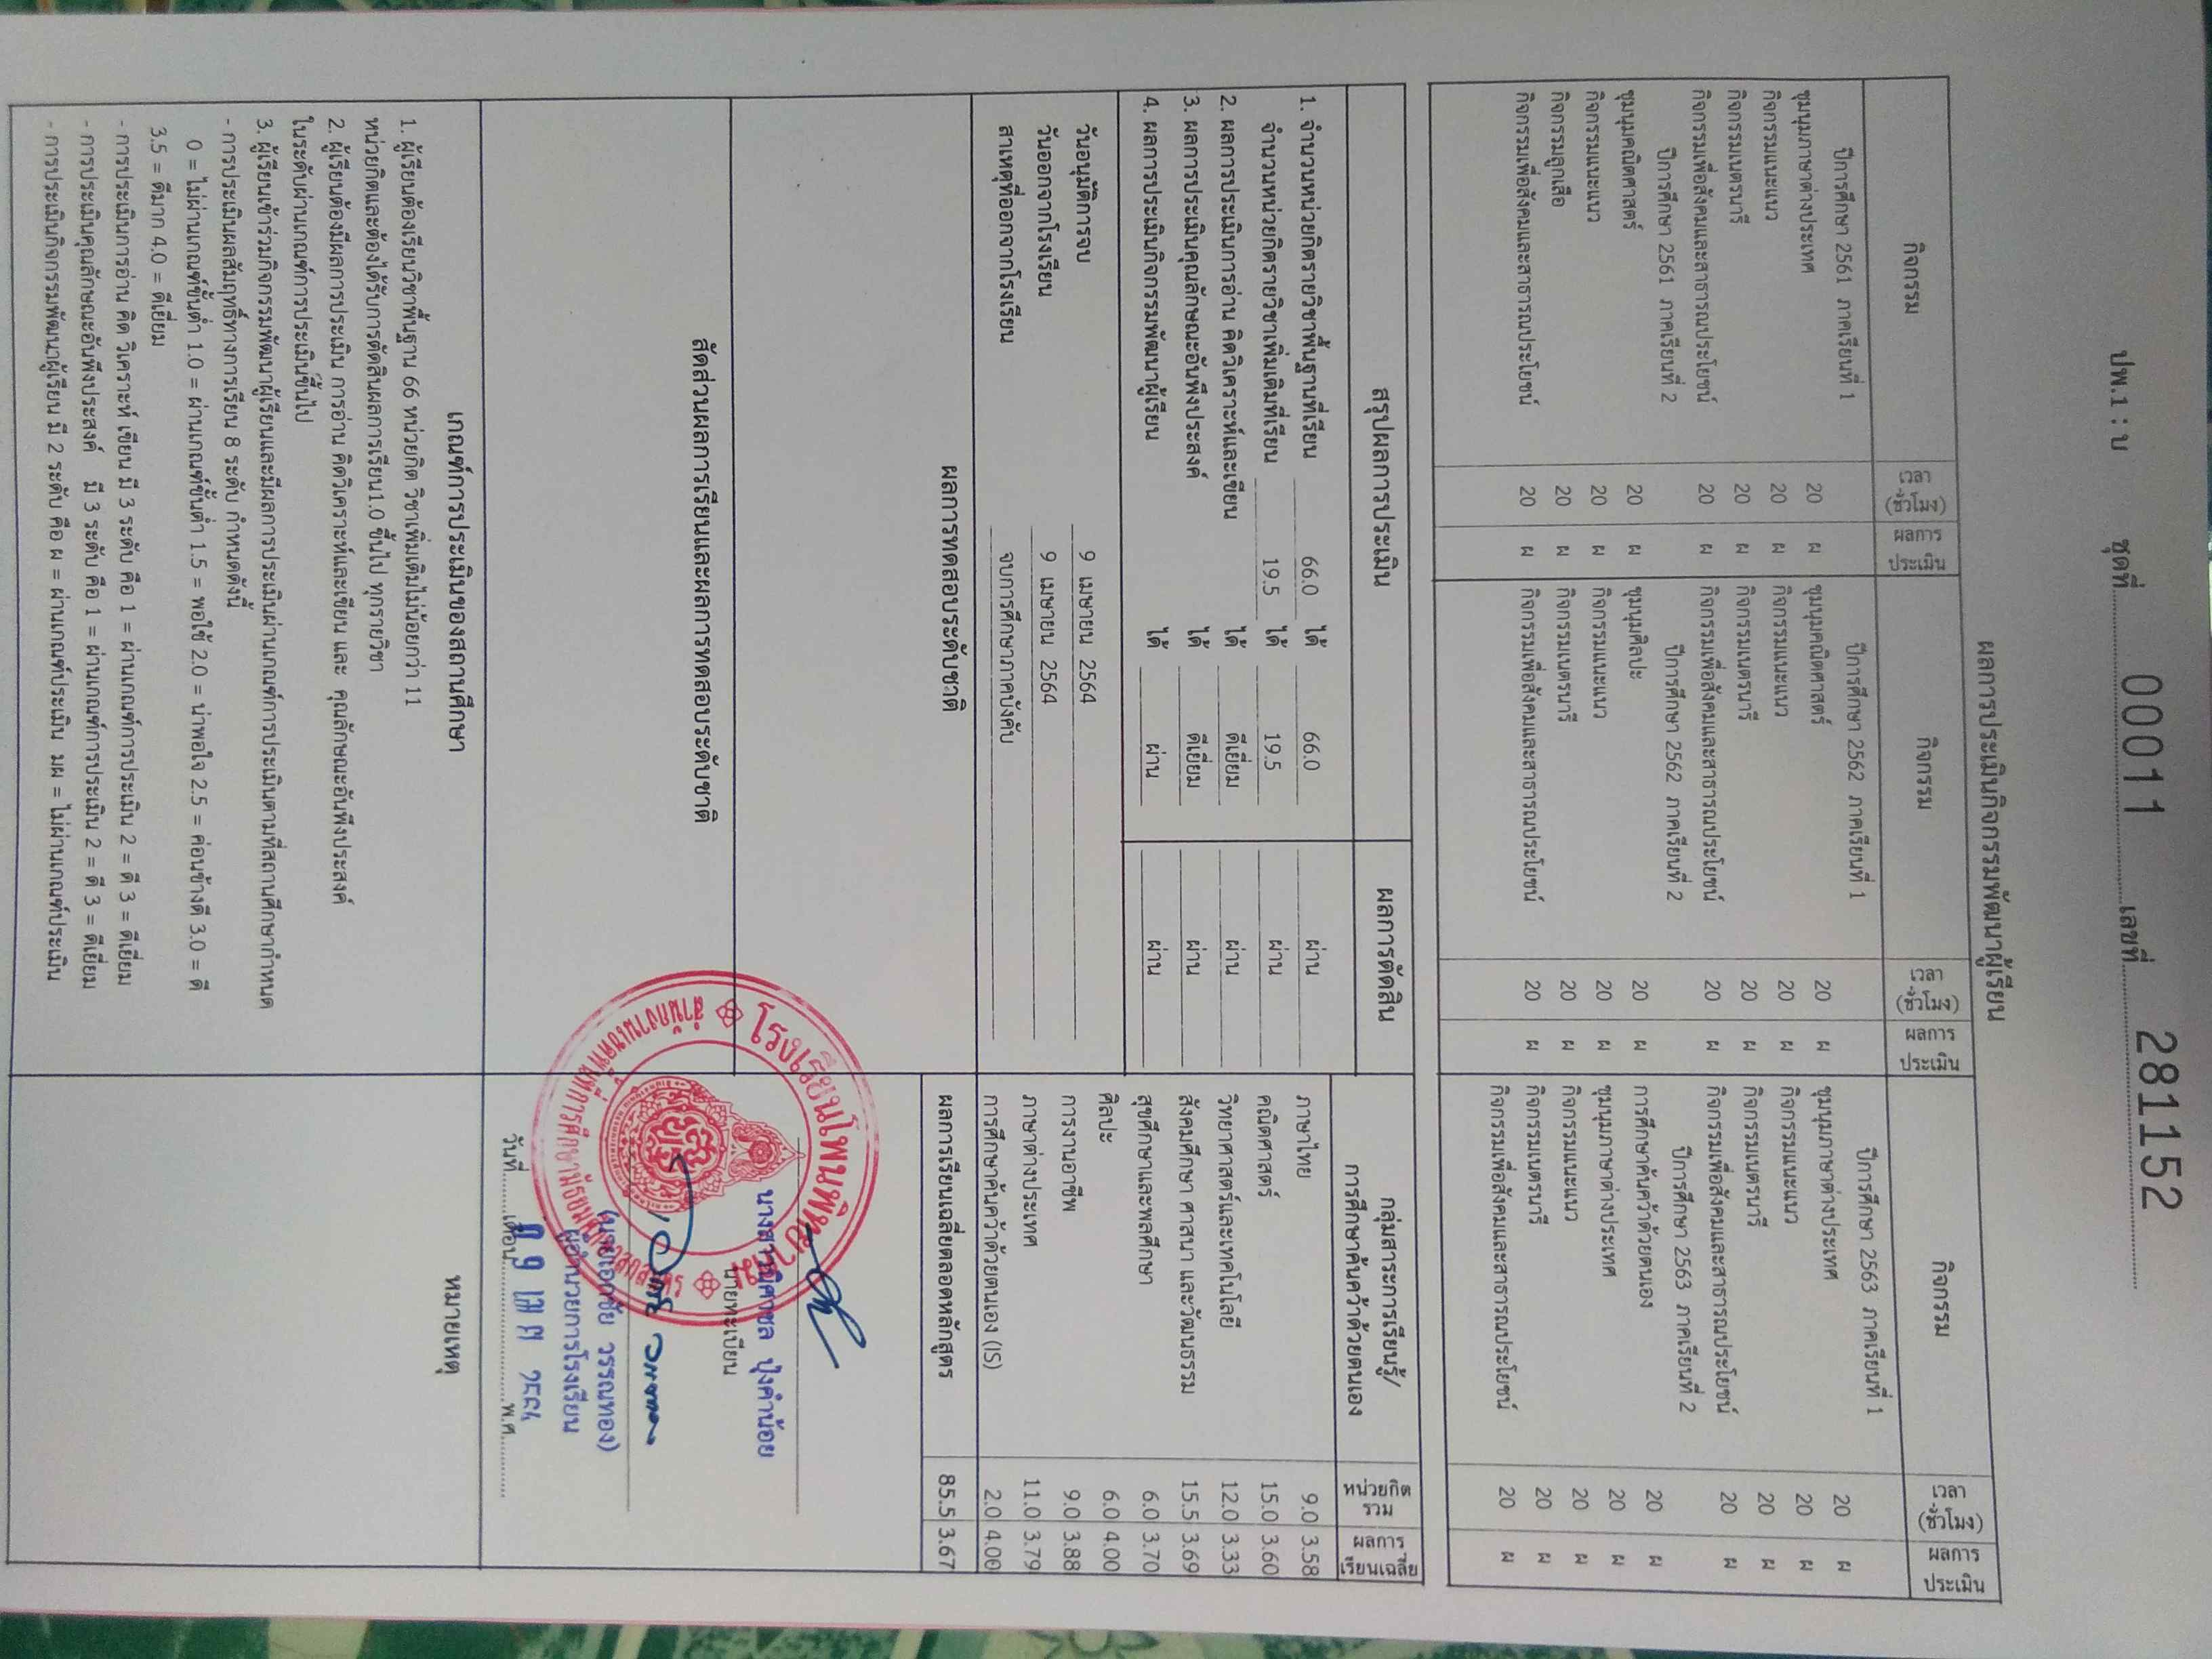 ปพ.1 : บ ชุดที่ 00011 เลขที่ 281152
ผลการประเมินกิจกรรมพัฒนาผู้เรียน
กิจกรรม เวลา (ชั่วโมง) ผลการประเมิน กิจกรรม เวลา (ชั่วโมง) ผลการประเมิน กิจกรรม เวลา (ชั่วโมง) ผลการประเมิน
ปีการศึกษา 2561 ภาคเรียนที่ 1
ชุมนุมภาษาต่างประเทศ 20 ผ
กิจกรรมแนะแนว 20 ผ
กิจกรรมเนตรนารี 20 ผ
กิจกรรมเพื่อสังคมและสาธารณประโยชน์ 20 ผ
ปีการศึกษา 2561 ภาคเรียนที่ 2
ชุมนุมคณิตศาสตร์ 20 ผ
กิจกรรมแนะแนว 20 ผ
กิจกรรมลูกเสือ 20 ผ
กิจกรรมเพื่อสังคมและสาธารณประโยชน์ 20 ผ
ปีการศึกษา 2562 ภาคเรียนที่ 1
ชุมนุมคณิตศาสตร์ 20 ผ
กิจกรรมแนะแนว 20 ผ
กิจกรรมเนตรนารี 20 ผ
กิจกรรมเพื่อสังคมและสาธารณประโยชน์ 20 ผ
ปีการศึกษา 2562 ภาคเรียนที่ 2
ชุมนุมศิลปะ 20 ผ
กิจกรรมแนะแนว 20 ผ
กิจกรรมเนตรนารี 20 ผ
กิจกรรมเพื่อสังคมและสาธารณประโยชน์ 20 ผ
ปีการศึกษา 2563 ภาคเรียนที่ 1
ชุมนุมภาษาต่างประเทศ 20 ผ
กิจกรรมแนะแนว 20 ผ
กิจกรรมเนตรนารี 20 ผ
กิจกรรมเพื่อสังคมและสาธารณประโยชน์ 20 ผ
ปีการศึกษา 2563 ภาคเรียนที่ 2
การศึกษาค้นคว้าด้วยตนเอง 20 ผ
ชุมนุมภาษาต่างประเทศ 20 ผ
กิจกรรมแนะแนว 20 ผ
กิจกรรมเนตรนารี 20 ผ
กิจกรรมเพื่อสังคมและสาธารณประโยชน์ 20 ผ
สรุปผลการประเมิน ผลการตัดสิน
1. จำนวนหน่วยกิตรายวิชาพื้นฐานที่เรียน 66.0 ได้ 66.0 ผ่าน
จำนวนหน่วยกิตรายวิชาเพิ่มเติมที่เรียน 19.5 ได้ 19.5 ผ่าน
2. ผลการประเมินการอ่าน คิดวิเคราะห์และเขียน ได้ ดีเยี่ยม ผ่าน
3. ผลการประเมินคุณลักษณะอันพึงประสงค์ ได้ ดีเยี่ยม ผ่าน
4. ผลการประเมินกิจกรรมพัฒนาผู้เรียน ได้ ผ่าน ผ่าน
วันอนุมัติการจบ 9 เมษายน 2564
วันออกจากโรงเรียน 9 เมษายน 2564
สาเหตุที่ออกจากโรงเรียน จบการศึกษาภาคบังคับ
กลุ่มสาระการเรียนรู้/ การศึกษาค้นคว้าด้วยตนเอง หน่วยกิตรวม ผลการเรียนเฉลี่ย
ภาษาไทย 9.0 3.58
คณิตศาสตร์ 15.0 3.60
วิทยาศาสตร์และเทคโนโลยี 12.0 3.33
สังคมศึกษา ศาสนา และวัฒนธรรม 15.5 3.69
สุขศึกษาและพลศึกษา 6.0 3.70
ศิลปะ 6.0 4.00
การงานอาชีพ 9.0 3.88
ภาษาต่างประเทศ 11.0 3.79
การศึกษาค้นคว้าด้วยตนเอง (IS) 2.0 4.00
ผลการเรียนเฉลี่ยตลอดหลักสูตร 85.5 3.67
ผลการทดสอบระดับชาติ
สัดส่วนผลการเรียนและผลการทดสอบระดับชาติ
โรงเรียนโพนพิทยาคม
นางสาวพิศาชล ปุ่งคำน้อย
นายทะเบียน
(นายเอกชัย วรรณทอง)
ผู้อำนวยการโรงเรียน
วันที่ เดือน พ.ศ.
09 เม ย 2564
เกณฑ์การประเมินของสถานศึกษา
1. ผู้เรียนต้องเรียนวิชาพื้นฐาน 66 หน่วยกิต วิชาเพิ่มเติมไม่น้อยกว่า 11
หน่วยกิตและต้องได้รับการตัดสินผลการเรียน1.0 ขึ้นไป ทุกรายวิชา
2. ผู้เรียนต้องมีผลการประเมิน การอ่าน คิดวิเคราะห์และเขียน และ คุณลักษณะอันพึงประสงค์
ในระดับผ่านเกณฑ์การประเมินขึ้นไป
3. ผู้เรียนเข้าร่วมกิจกรรมพัฒนาผู้เรียนและมีผลการประเมินผ่านเกณฑ์การประเมินตามที่สถานศึกษากำหนด
- การประเมินผลสัมฤทธิ์ทางการเรียน 8 ระดับ กำหนดดังนี้
0 = ไม่ผ่านเกณฑ์ขั้นต่ำ 1.0 = ผ่านเกณฑ์ขั้นต่ำ 1.5 = พอใช้ 2.0 = น่าพอใจ 2.5 = ค่อนข้างดี 3.0 = ดี
3.5 = ดีมาก 4.0 = ดีเยี่ยม
- การประเมินการอ่าน คิด วิเคราะห์ เขียน มี 3 ระดับ คือ 1 = ผ่านเกณฑ์การประเมิน 2 = ดี 3 = ดีเยี่ยม
- การประเมินคุณลักษณะอันพึงประสงค์ มี 3 ระดับ คือ 1 = ผ่านเกณฑ์การประเมิน 2 = ดี 3 = ดีเยี่ยม
- การประเมินกิจกรรมพัฒนาผู้เรียน มี 2 ระดับ คือ ผ = ผ่านเกณฑ์ประเมิน มผ = ไม่ผ่านเกณฑ์ประเมิน
หมายเหตุ